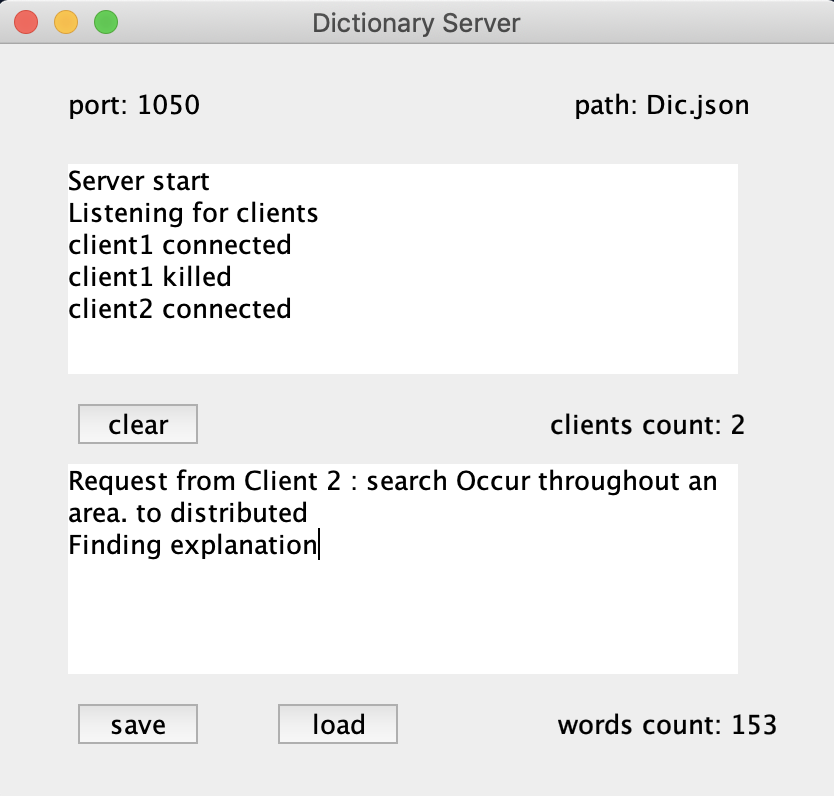 Dictionary Server
port: 1050
path: Dic.json
Server start
Listening for clients
client1 connected
client1 killed
client2 connected
clear
clients count: 2
Request from Client 2 : search Occur throughout an
area. to distributed
Finding explanation
save
load
words count: 153